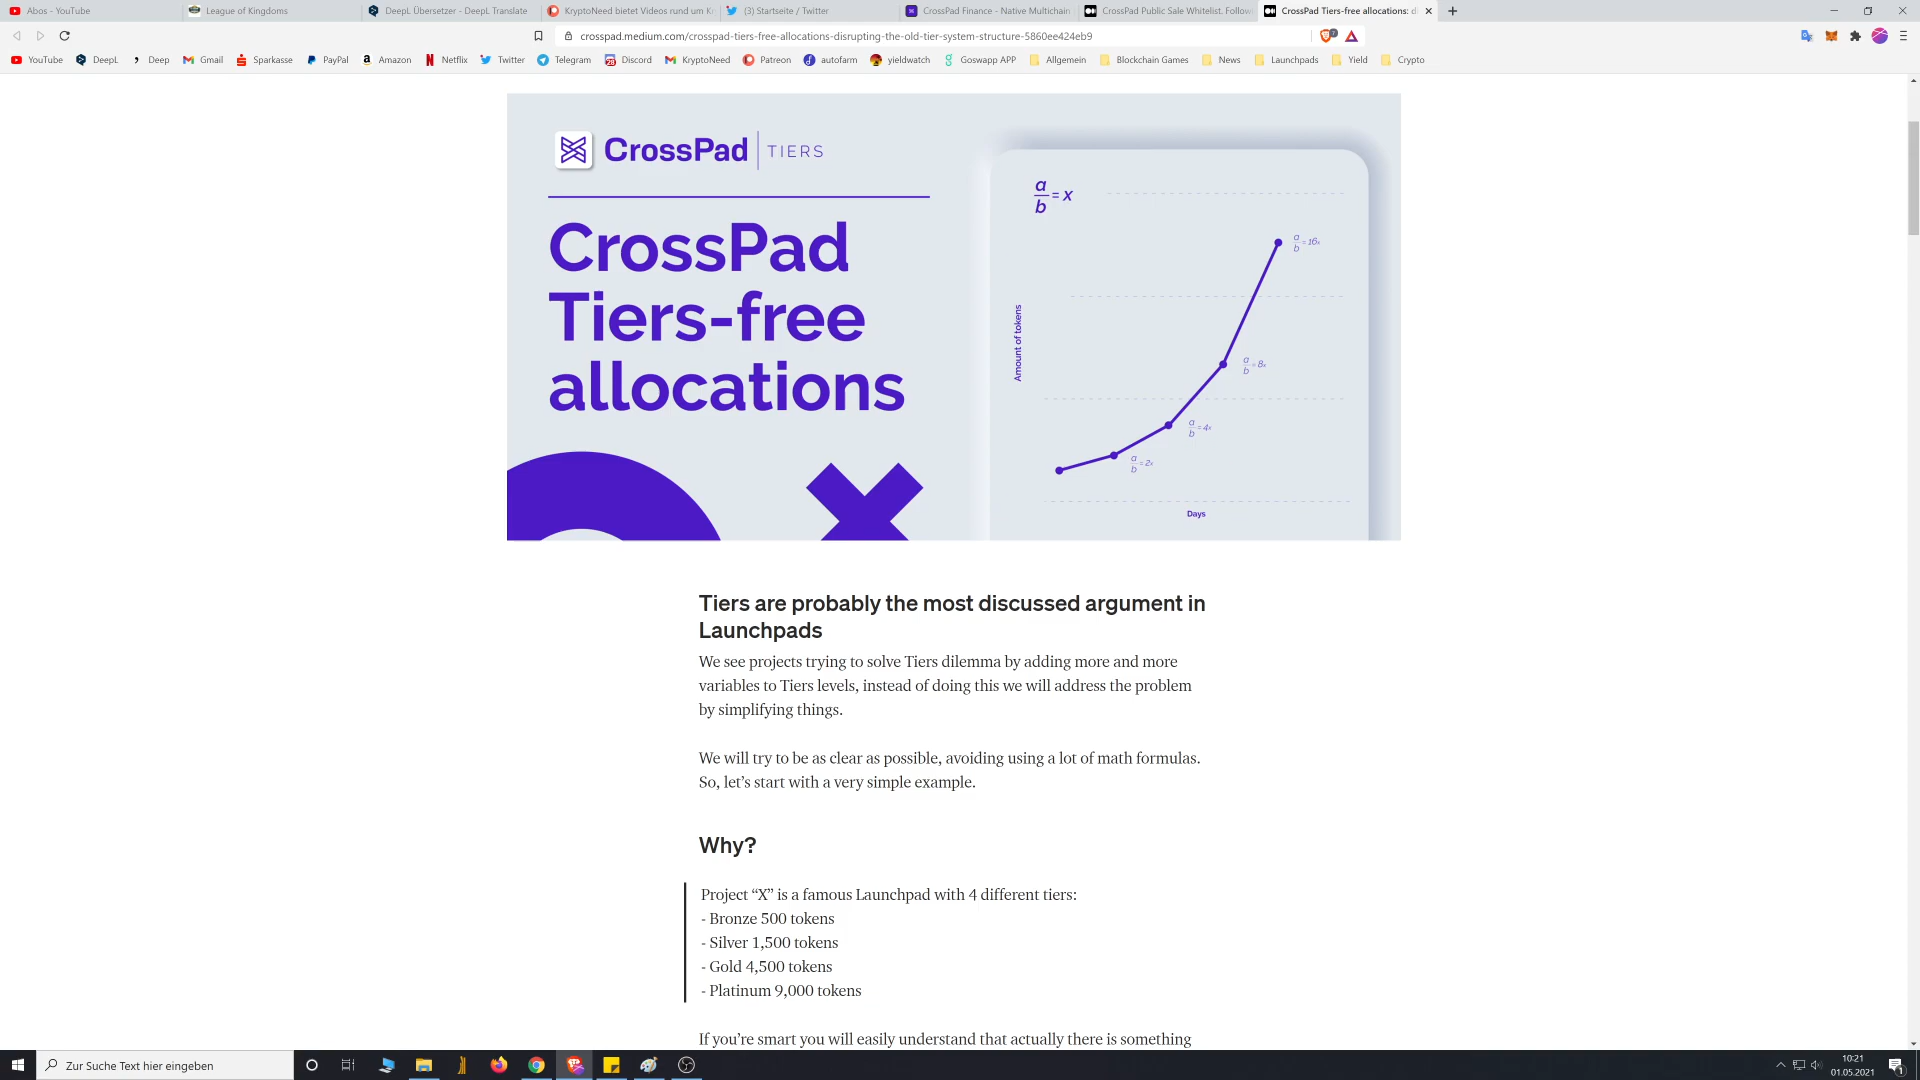 Abos - YouTube
League of Kingdoms
DeepL Übersetzer - DeepL Translate
KryptoNeed bietet Videos rund um K
(3) Startseite / Twitter
CrossPad Finance - Native Multichain
CrossPad Public Sale Whitelist. Follow
CrossPad Tiers-free allocations: d
crosspad.medium.com/crosspad-tiers-free-allocations-disrupting-the-old-tier-system-structure-5860ee424eb9
YouTube
DeepL
Deep
Gmail
Sparkasse
PayPal
Amazon
Netflix
Twitter
Telegram
Discord
KryptoNeed
Patreon
autofarm
yieldwatch
Goswapp APP
Allgemein
Blockchain Games
News
Launchpads
Yield
Crypto
CrossPad | TIERS
CrossPad
Tiers-free
allocations
a/b = x
a/b = 16x
a/b = 8x
a/b = 4x
a/b = 2x
Amount of tokens
Days
Tiers are probably the most discussed argument in
Launchpads
We see projects trying to solve Tiers dilemma by adding more and more
variables to Tiers levels, instead of doing this we will address the problem
by simplifying things.
We will try to be as clear as possible, avoiding using a lot of math formulas.
So, let’s start with a very simple example.
Why?
Project “X” is a famous Launchpad with 4 different tiers:
- Bronze 500 tokens
- Silver 1,500 tokens
- Gold 4,500 tokens
- Platinum 9,000 tokens
If you’re smart you will easily understand that actually there is something
Zur Suche Text hier eingeben
10:21
01.05.2021